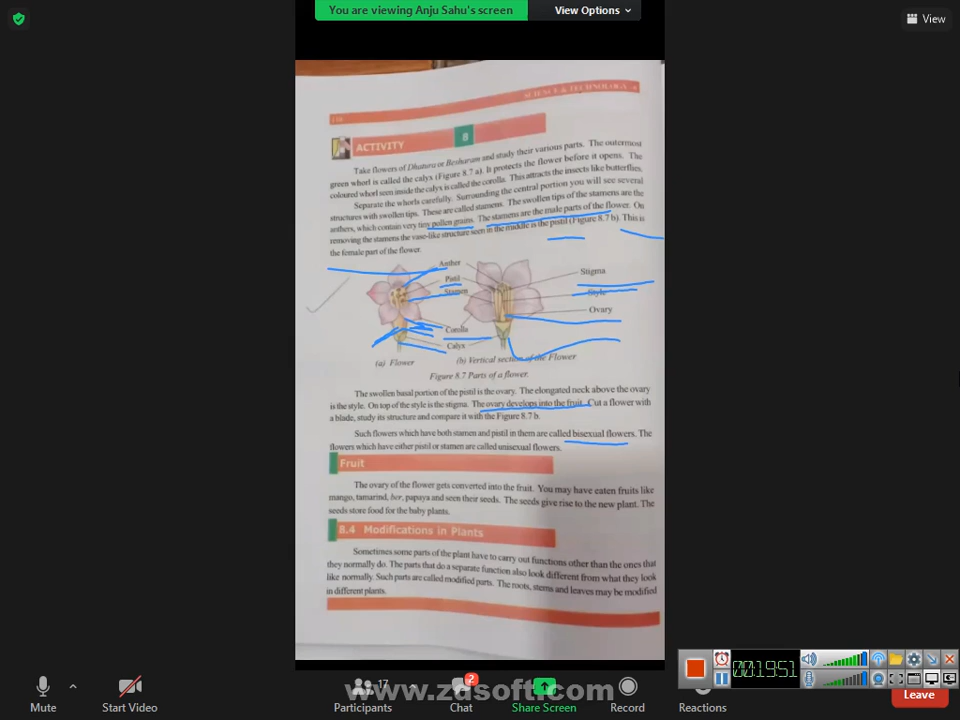 You are viewing Anju Sahu's screen
View Options
View
SCIENCE & TECHNOLOGY -6
ACTIVITY
8
Take flowers of Dhatura or Besharam and study their various parts. The outermost
green whorl is called the calyx (Figure 8.7 a). It protects the flower before it opens. The
coloured whorl seen inside the calyx is called the corolla. This attracts the insects like butterflies.
Separate the whorls carefully. Surrounding the central portion you will see several
structures with swollen tips. These are called stamens. The swollen tips of the stamens are the
anthers, which contain very tiny pollen grains. The stamens are the male parts of the flower. On
removing the stamens the vase-like structure seen in the middle is the pistil (Figure 8.7 b). This is
the female part of the flower.
Anther
Pistil
Stamen
Corolla
Calyx
Stigma
Style
Ovary
(a) Flower
(b) Vertical section of the Flower
Figure 8.7 Parts of a flower.
The swollen basal portion of the pistil is the ovary. The elongated neck above the ovary
is the style. On top of the style is the stigma. The ovary develops into the fruit. Cut a flower with
a blade, study its structure and compare it with the Figure 8.7 b.
Such flowers which have both stamen and pistil in them are called bisexual flowers. The
flowers which have either pistil or stamen are called unisexual flowers.
Fruit
The ovary of the flower gets converted into the fruit. You may have eaten fruits like
mango, tamarind, ber, papaya and seen their seeds. The seeds give rise to the new plant. The
seeds store food for the baby plants.
8.4 Modifications in Plants
Sometimes some parts of the plant have to carry out functions other than the ones that
they normally do. The parts that do a separate function also look different from what they look
like normally. Such parts are called modified parts. The roots, stems and leaves may be modified
in different plants.
00:19:51
17
2
www.zasoft.com
Mute
Start Video
Participants
Chat
Share Screen
Record
Reactions
Leave